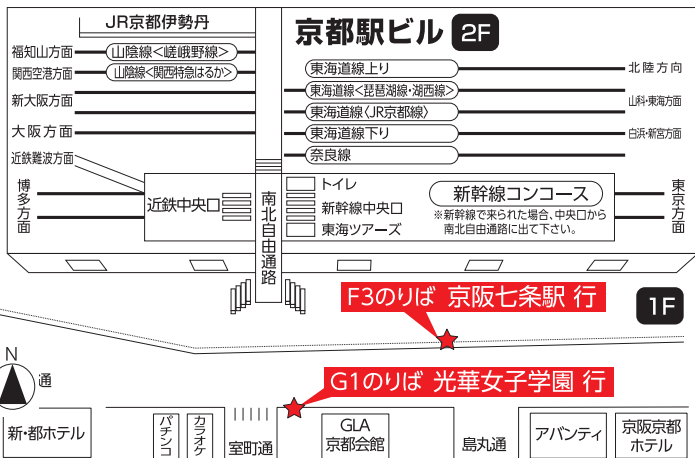 JR京都伊勢丹
京都駅ビル 2F
福知山方面
山陰線<嵯峨野線>
関西空港方面
山陰線<関西特急はるか>
新大阪方面
大阪方面
近鉄難波方面
博多方面
東海道線上り
北陸方向
東海道線<琵琶湖線・湖西線>
山科・東海方面
東海道線〈JR京都線〉
東海道線下り
白浜・新宮方面
奈良線
近鉄中央口
南北自由通路
トイレ
新幹線中央口
東海ツアーズ
新幹線コンコース
※新幹線で来られた場合、中央口から
南北自由通路に出て下さい。
東京方面
F3のりば 京阪七条駅 行
1F
N
通
G1のりば 光華女子学園 行
新・都ホテル
パチンコ
カラオケ
室町通
GLA
京都会館
烏丸通
アバンティ
京阪京都
ホテル